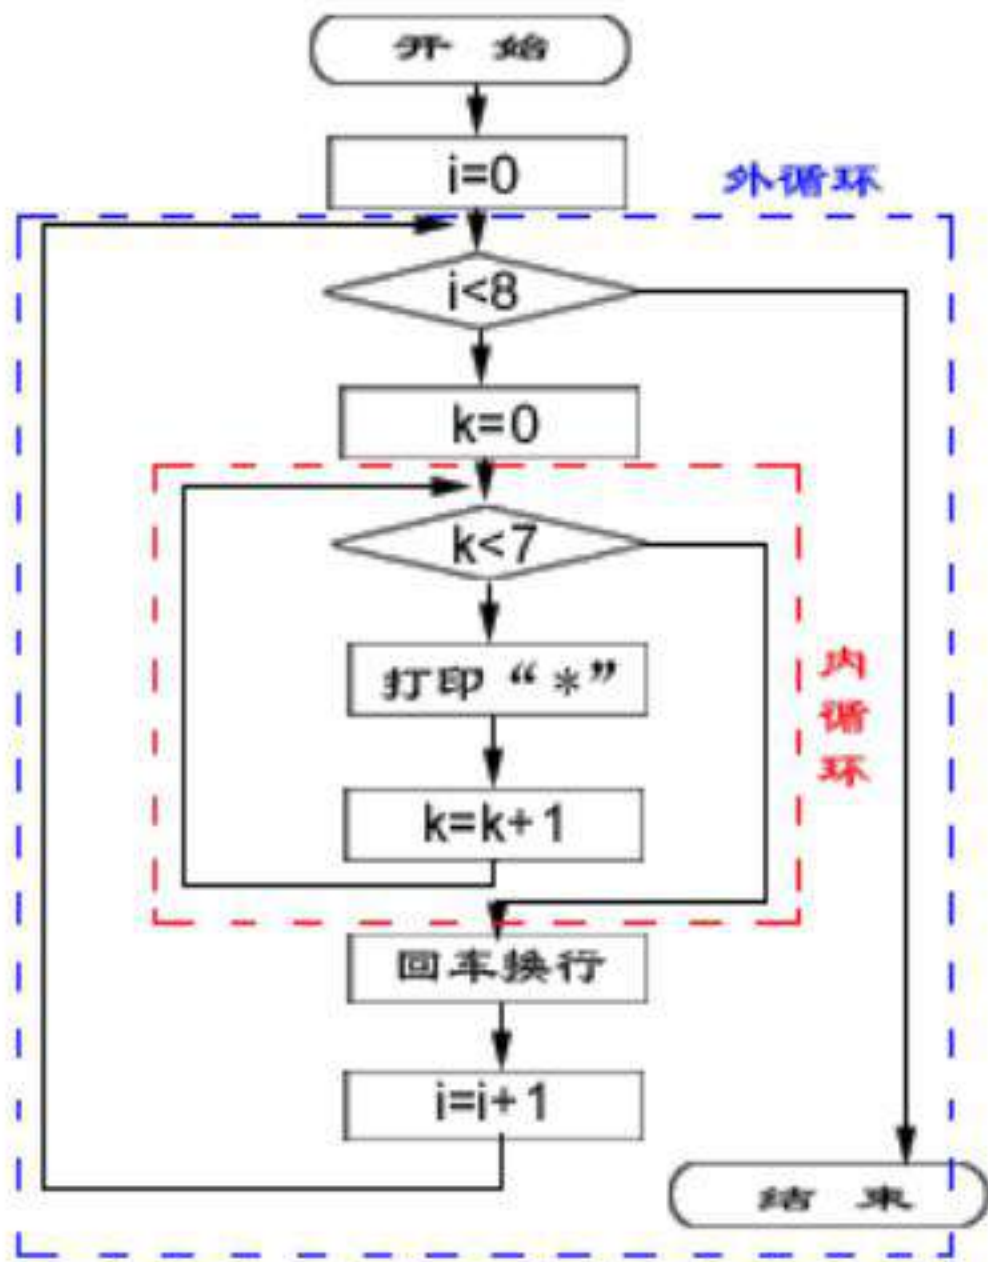 开 始
i=0
外循环
i<8
k=0
k<7
打印“*”
内
循
环
k=k+1
回车换行
i=i+1
结 束